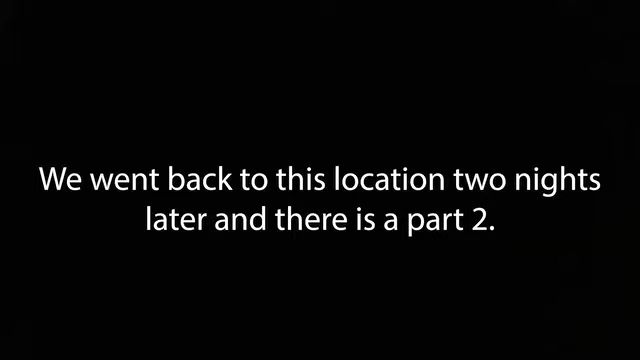 We went back to this location two nights
later and there is a part 2.